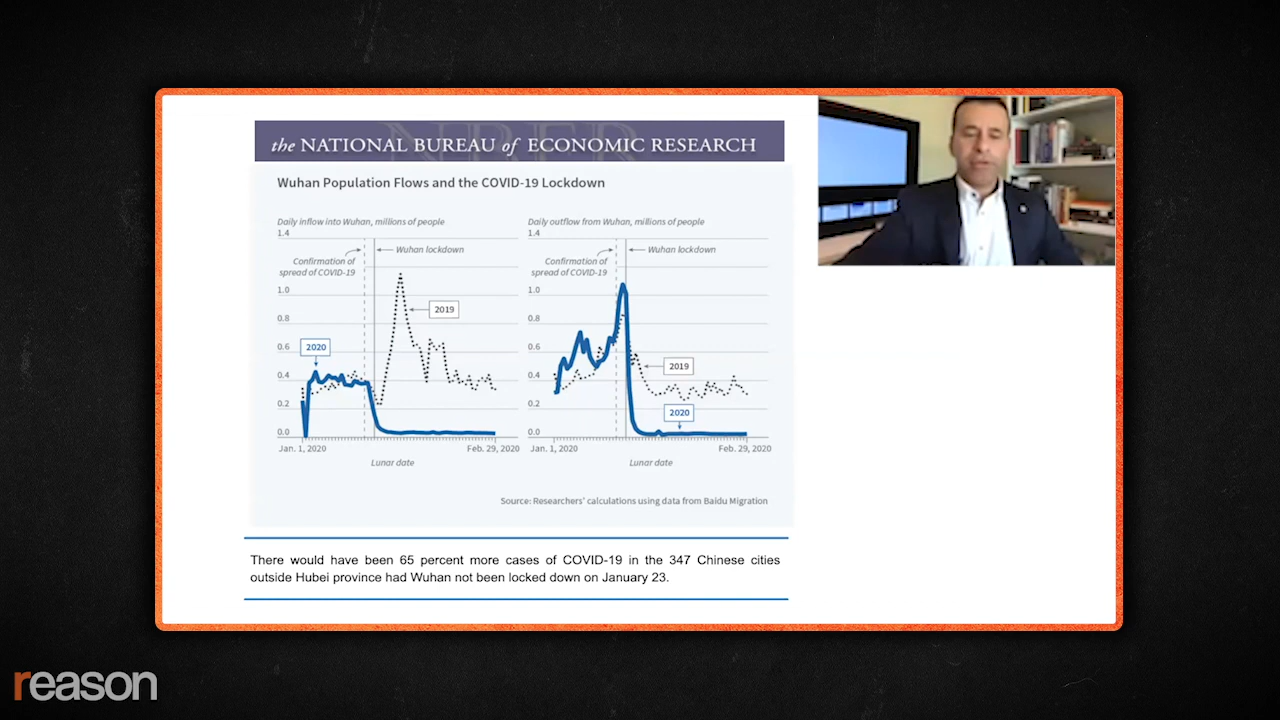 the NATIONAL BUREAU of ECONOMIC RESEARCH
Wuhan Population Flows and the COVID-19 Lockdown
Daily inflow into Wuhan, millions of people
1.4
Wuhan lockdown
Confirmation of
spread of COVID-19
1.0
2019
0.8
2020
0.6
0.4
0.2
0.0
Jan. 1, 2020
Feb. 29, 2020
Lunar date
Daily outflow from Wuhan, millions of people
1.4
Wuhan lockdown
Confirmation of
spread of COVID-19
1.0
0.8
0.6
2019
0.4
2020
0.2
0.0
Jan. 1, 2020
Feb. 29, 2020
Lunar date
Source: Researchers' calculations using data from Baidu Migration
There would have been 65 percent more cases of COVID-19 in the 347 Chinese cities
outside Hubei province had Wuhan not been locked down on January 23.
reason